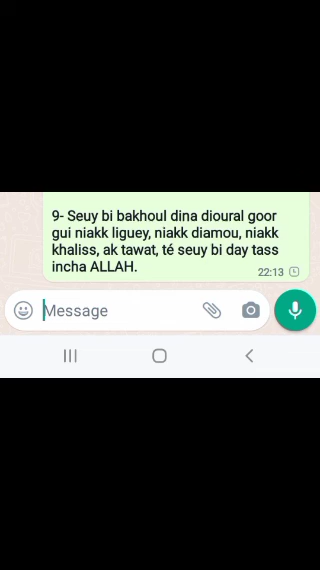 9- Seuy bi bakhoul dina dioural goor
gui niakk liguey, niakk diamou, niakk
khaliss, ak tawat, té seuy bi day tass
incha ALLAH.
22:13
Message